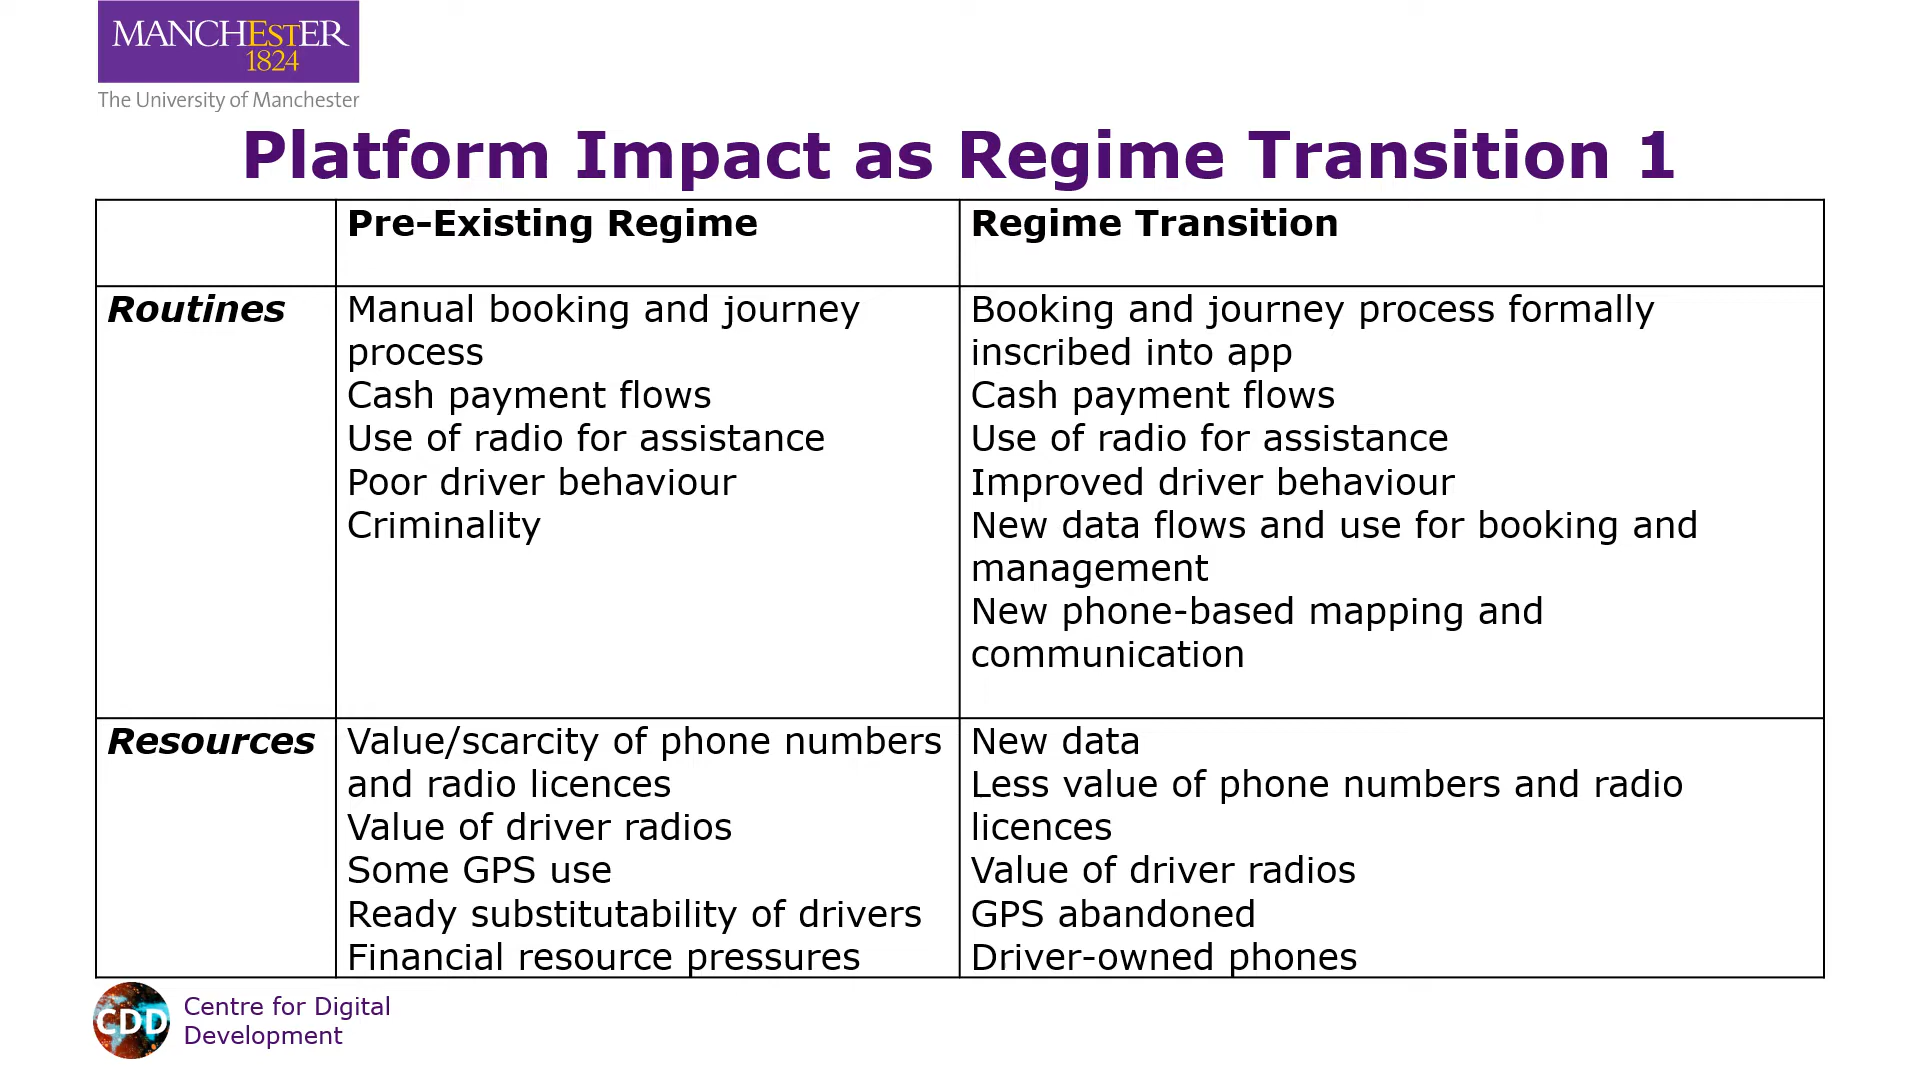 MANCHESTER
1824
The University of Manchester
Platform Impact as Regime Transition 1
Pre-Existing Regime
Regime Transition
Routines
Manual booking and journey
process
Cash payment flows
Use of radio for assistance
Poor driver behaviour
Criminality
Booking and journey process formally
inscribed into app
Cash payment flows
Use of radio for assistance
Improved driver behaviour
New data flows and use for booking and
management
New phone-based mapping and
communication
Resources
Value/scarcity of phone numbers
and radio licences
Value of driver radios
Some GPS use
Ready substitutability of drivers
Financial resource pressures
New data
Less value of phone numbers and radio
licences
Value of driver radios
GPS abandoned
Driver-owned phones
CDD
Centre for Digital
Development